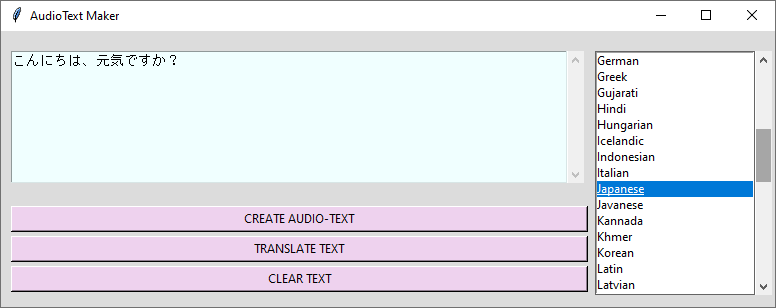 AudioText Maker
こんにちは、元気ですか？
CREATE AUDIO-TEXT
TRANSLATE TEXT
CLEAR TEXT
German
Greek
Gujarati
Hindi
Hungarian
Icelandic
Indonesian
Italian
Japanese
Javanese
Kannada
Khmer
Korean
Latin
Latvian